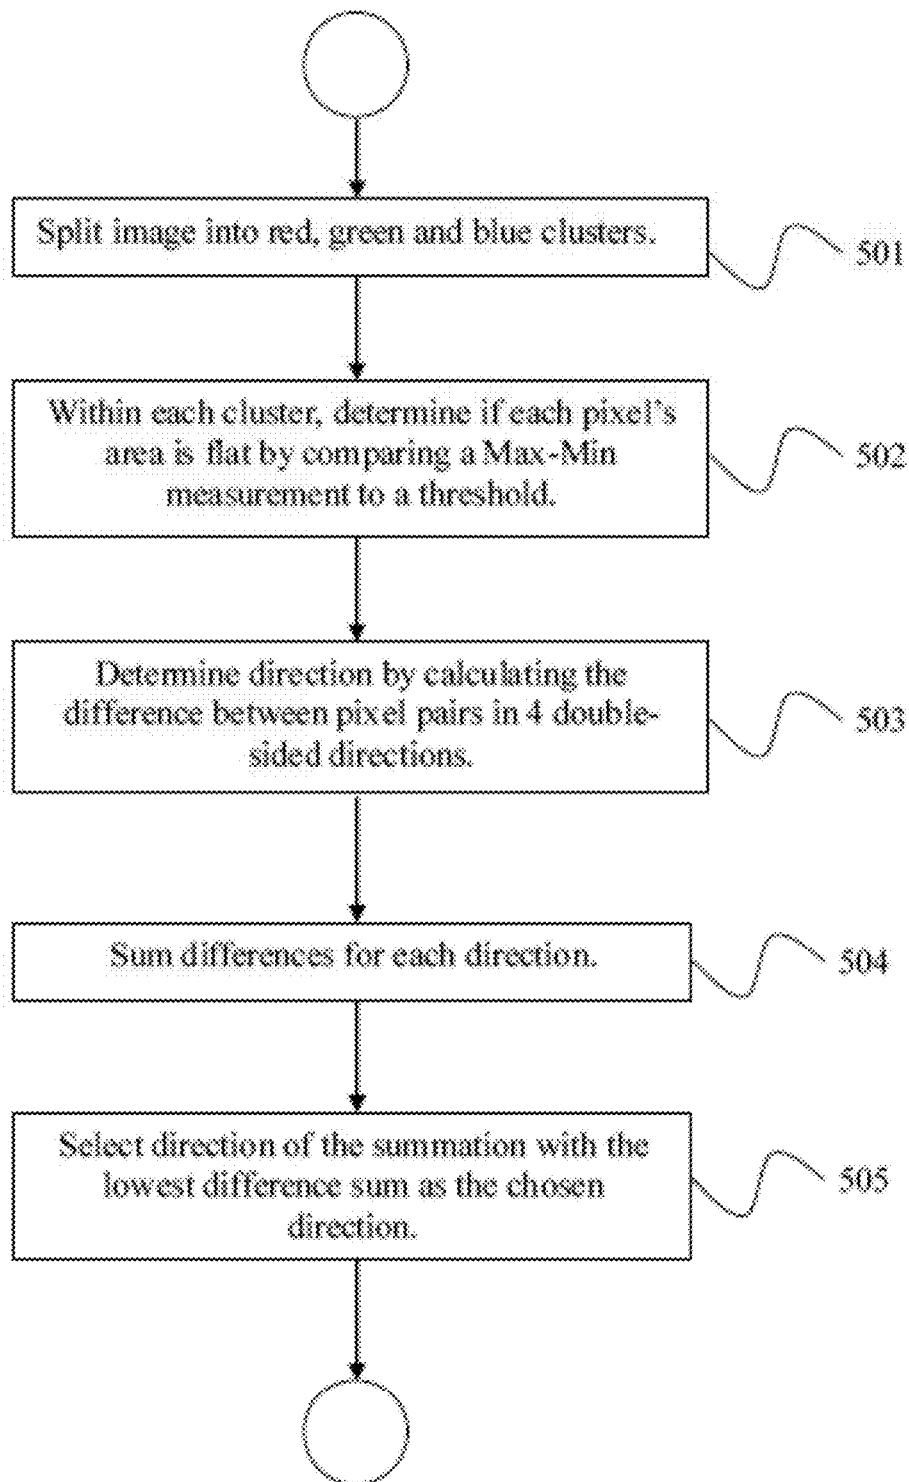 Split image into red, green and blue clusters.
501
Within each cluster, determine if each pixel's
area is flat by comparing a Max-Min
measurement to a threshold.
502
Determine direction by calculating the
difference between pixel pairs in 4 double-
sided directions.
503
Sum differences for each direction.
504
Select direction of the summation with the
lowest difference sum as the chosen
direction.
505